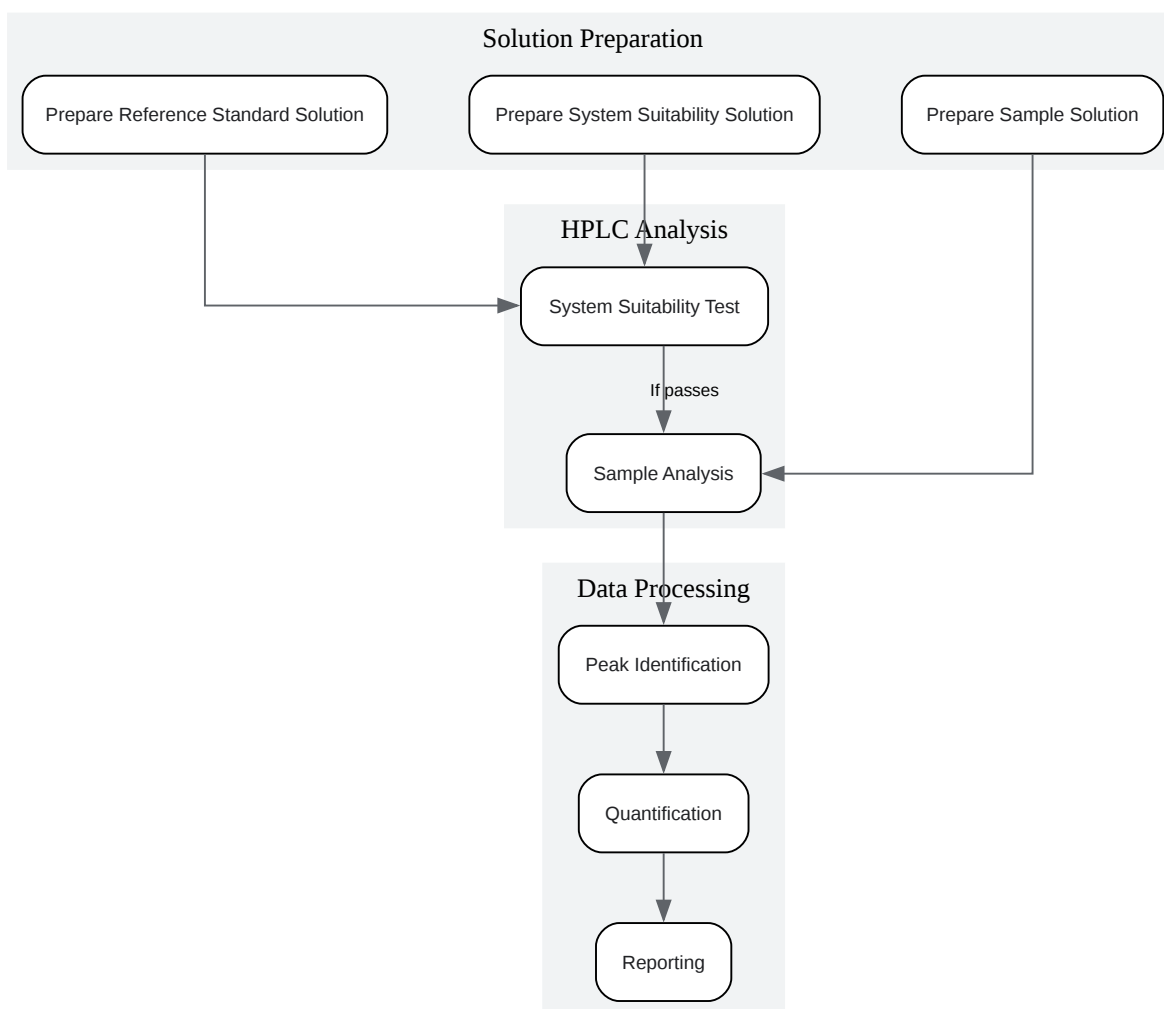 Solution Preparation
Prepare Reference Standard Solution
Prepare System Suitability Solution
Prepare Sample Solution
HPLC Analysis
System Suitability Test
If passes
Sample Analysis
Data Processing
Peak Identification
Quantification
Reporting